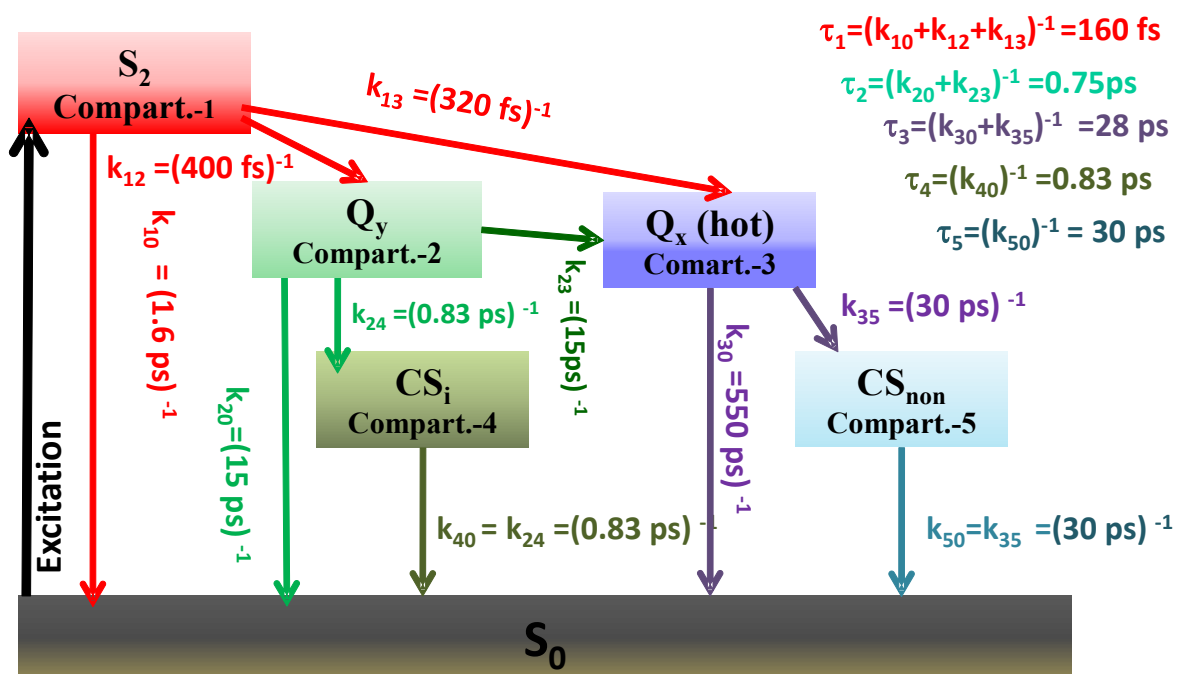 S₂
Compart.-1
k₁₃ =(320 fs)⁻¹
τ₁=(k₁₀+k₁₂+k₁₃)⁻¹ =160 fs
τ₂=(k₂₀+k₂₃)⁻¹ =0.75ps
τ₃=(k₃₀+k₃₅)⁻¹ =28 ps
τ₄=(k₄₀)⁻¹ =0.83 ps
τ₅=(k₅₀)⁻¹ = 30 ps
k₁₂ =(400 fs)⁻¹
k₁₀ = (1.6 ps)⁻¹
Q_y
Compart.-2
Qₓ (hot)
Comart.-3
k₂₃ =(15ps)⁻¹
k₂₄ =(0.83 ps) ⁻¹
k₃₅ =(30 ps) ⁻¹
k₂₀=(15 ps) ⁻¹
CSᵢ
Compart.-4
k₃₀ =550 ps) ⁻¹
CSₙₒₙ
Compart.-5
Excitation
k₄₀ = k₂₄ =(0.83 ps) ⁻¹
k₅₀=k₃₅ =(30 ps) ⁻¹
S₀